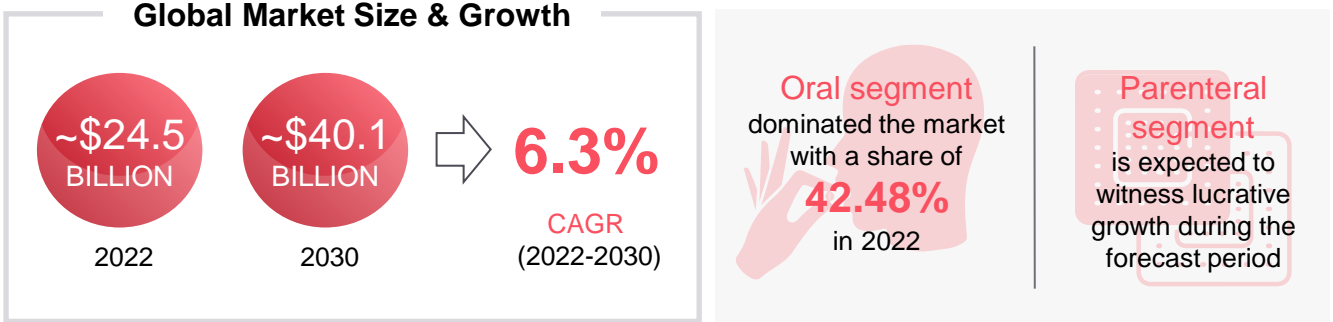 Global Market Size & Growth
~$24.5
BILLION
2022
~$40.1
BILLION
2030
6.3%
CAGR
(2022-2030)
Oral segment
dominated the market
with a share of
42.48%
in 2022
Parenteral
segment
is expected to
witness lucrative
growth during the
forecast period